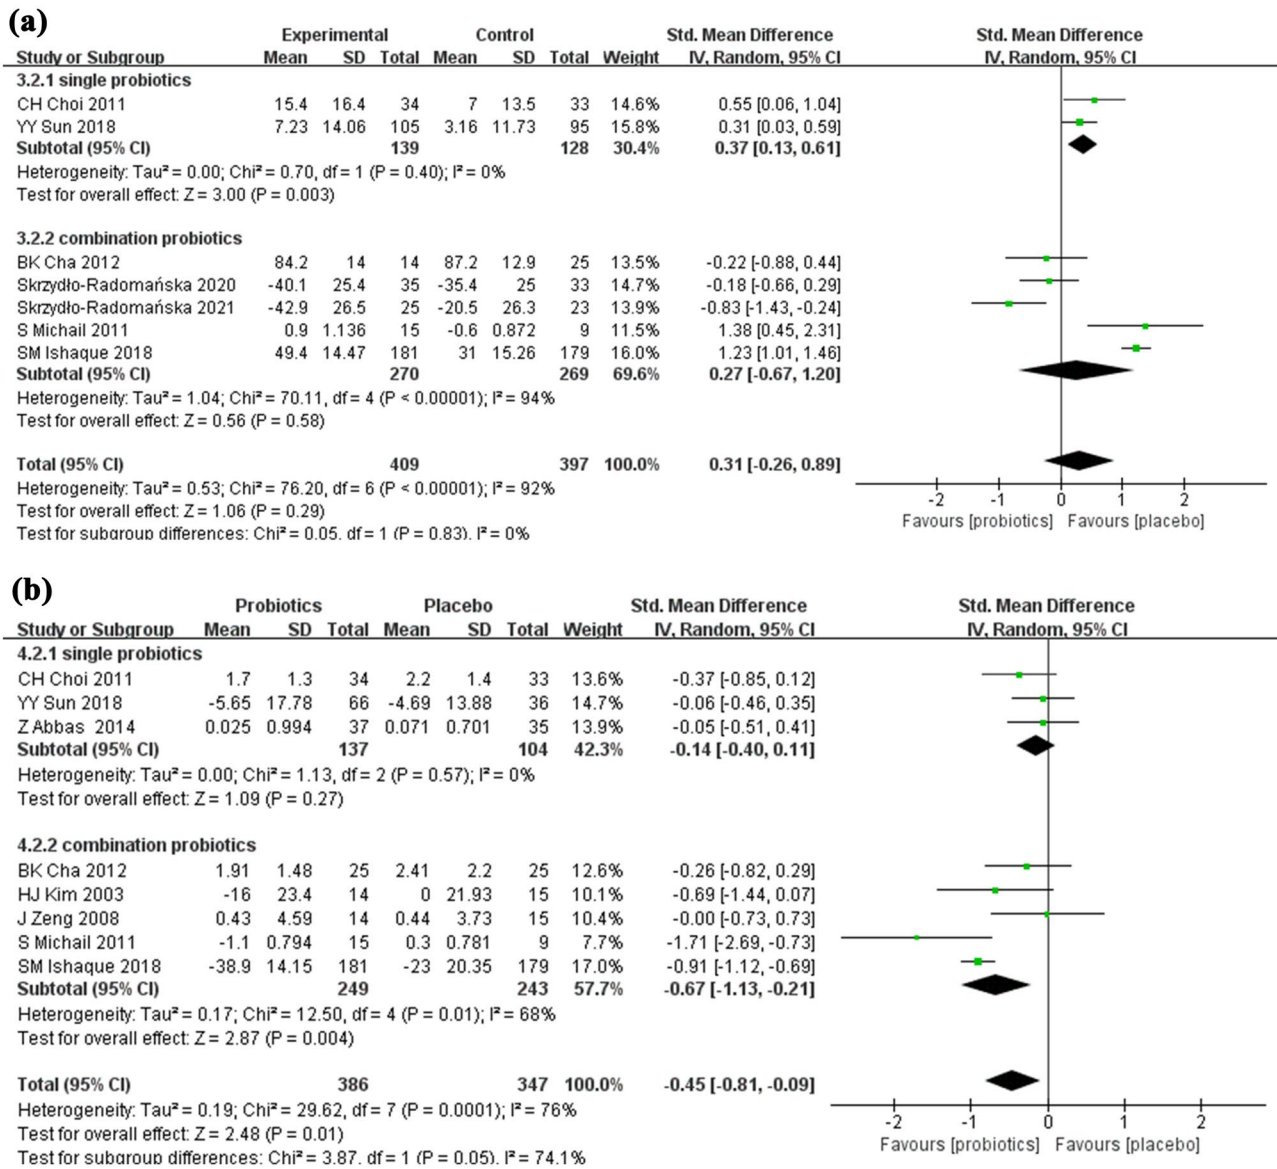 (a)
Experimental Control Std. Mean Difference Std. Mean Difference
Study or Subgroup Mean SD Total Mean SD Total Weight IV, Random, 95% CI IV, Random, 95% CI
3.2.1 single probiotics
CH Choi 2011 15.4 16.4 34 7 13.5 33 14.6% 0.55 [0.06, 1.04]
YY Sun 2018 7.23 14.06 105 3.16 11.73 95 15.8% 0.31 [0.03, 0.59]
Subtotal (95% CI) 139 128 30.4% 0.37 [0.13, 0.61]
Heterogeneity: Tau² = 0.00; Chi² = 0.70, df = 1 (P = 0.40); I² = 0%
Test for overall effect: Z = 3.00 (P = 0.003)
3.2.2 combination probiotics
BK Cha 2012 84.2 14 14 87.2 12.9 25 13.5% -0.22 [-0.88, 0.44]
Skrzydło-Radomańska 2020 -40.1 25.4 35 -35.4 25 33 14.7% -0.18 [-0.66, 0.29]
Skrzydło-Radomańska 2021 -42.9 26.5 25 -20.5 26.3 23 13.9% -0.83 [-1.43, -0.24]
S Michail 2011 0.9 1.136 15 -0.6 0.872 9 11.5% 1.38 [0.45, 2.31]
SM Ishaque 2018 49.4 14.47 181 31 15.26 179 16.0% 1.23 [1.01, 1.46]
Subtotal (95% CI) 270 269 69.6% 0.27 [-0.67, 1.20]
Heterogeneity: Tau² = 1.04; Chi² = 70.11, df = 4 (P < 0.00001); I² = 94%
Test for overall effect: Z = 0.56 (P = 0.58)
Total (95% CI) 409 397 100.0% 0.31 [-0.26, 0.89]
Heterogeneity: Tau² = 0.53; Chi² = 76.20, df = 6 (P < 0.00001); I² = 92%
Test for overall effect: Z = 1.06 (P = 0.29)
Test for subgroup differences: Chi² = 0.05, df = 1 (P = 0.83), I² = 0%
-2 -1 0 1 2
Favours [probiotics] Favours [placebo]
(b)
Probiotics Placebo Std. Mean Difference Std. Mean Difference
Study or Subgroup Mean SD Total Mean SD Total Weight IV, Random, 95% CI IV, Random, 95% CI
4.2.1 single probiotics
CH Choi 2011 1.7 1.3 34 2.2 1.4 33 13.6% -0.37 [-0.85, 0.12]
YY Sun 2018 -5.65 17.78 66 -4.69 13.88 36 14.7% -0.06 [-0.46, 0.35]
Z Abbas 2014 0.025 0.994 37 0.071 0.701 35 13.9% -0.05 [-0.51, 0.41]
Subtotal (95% CI) 137 104 42.3% -0.14 [-0.40, 0.11]
Heterogeneity: Tau² = 0.00; Chi² = 1.13, df = 2 (P = 0.57); I² = 0%
Test for overall effect: Z = 1.09 (P = 0.27)
4.2.2 combination probiotics
BK Cha 2012 1.91 1.48 25 2.41 2.2 25 12.6% -0.26 [-0.82, 0.29]
HJ Kim 2003 -16 23.4 14 0 21.93 15 10.1% -0.69 [-1.44, 0.07]
J Zeng 2008 0.43 4.59 14 0.44 3.73 15 10.4% -0.00 [-0.73, 0.73]
S Michail 2011 -1.1 0.794 15 0.3 0.781 9 7.7% -1.71 [-2.69, -0.73]
SM Ishaque 2018 -38.9 14.15 181 -23 20.35 179 17.0% -0.91 [-1.12, -0.69]
Subtotal (95% CI) 249 243 57.7% -0.67 [-1.13, -0.21]
Heterogeneity: Tau² = 0.17; Chi² = 12.50, df = 4 (P = 0.01); I² = 68%
Test for overall effect: Z = 2.87 (P = 0.004)
Total (95% CI) 386 347 100.0% -0.45 [-0.81, -0.09]
Heterogeneity: Tau² = 0.19; Chi² = 29.62, df = 7 (P = 0.0001); I² = 76%
Test for overall effect: Z = 2.48 (P = 0.01)
Test for subgroup differences: Chi² = 3.87, df = 1 (P = 0.05), I² = 74.1%
-2 -1 0 1 2
Favours [probiotics] Favours [placebo]